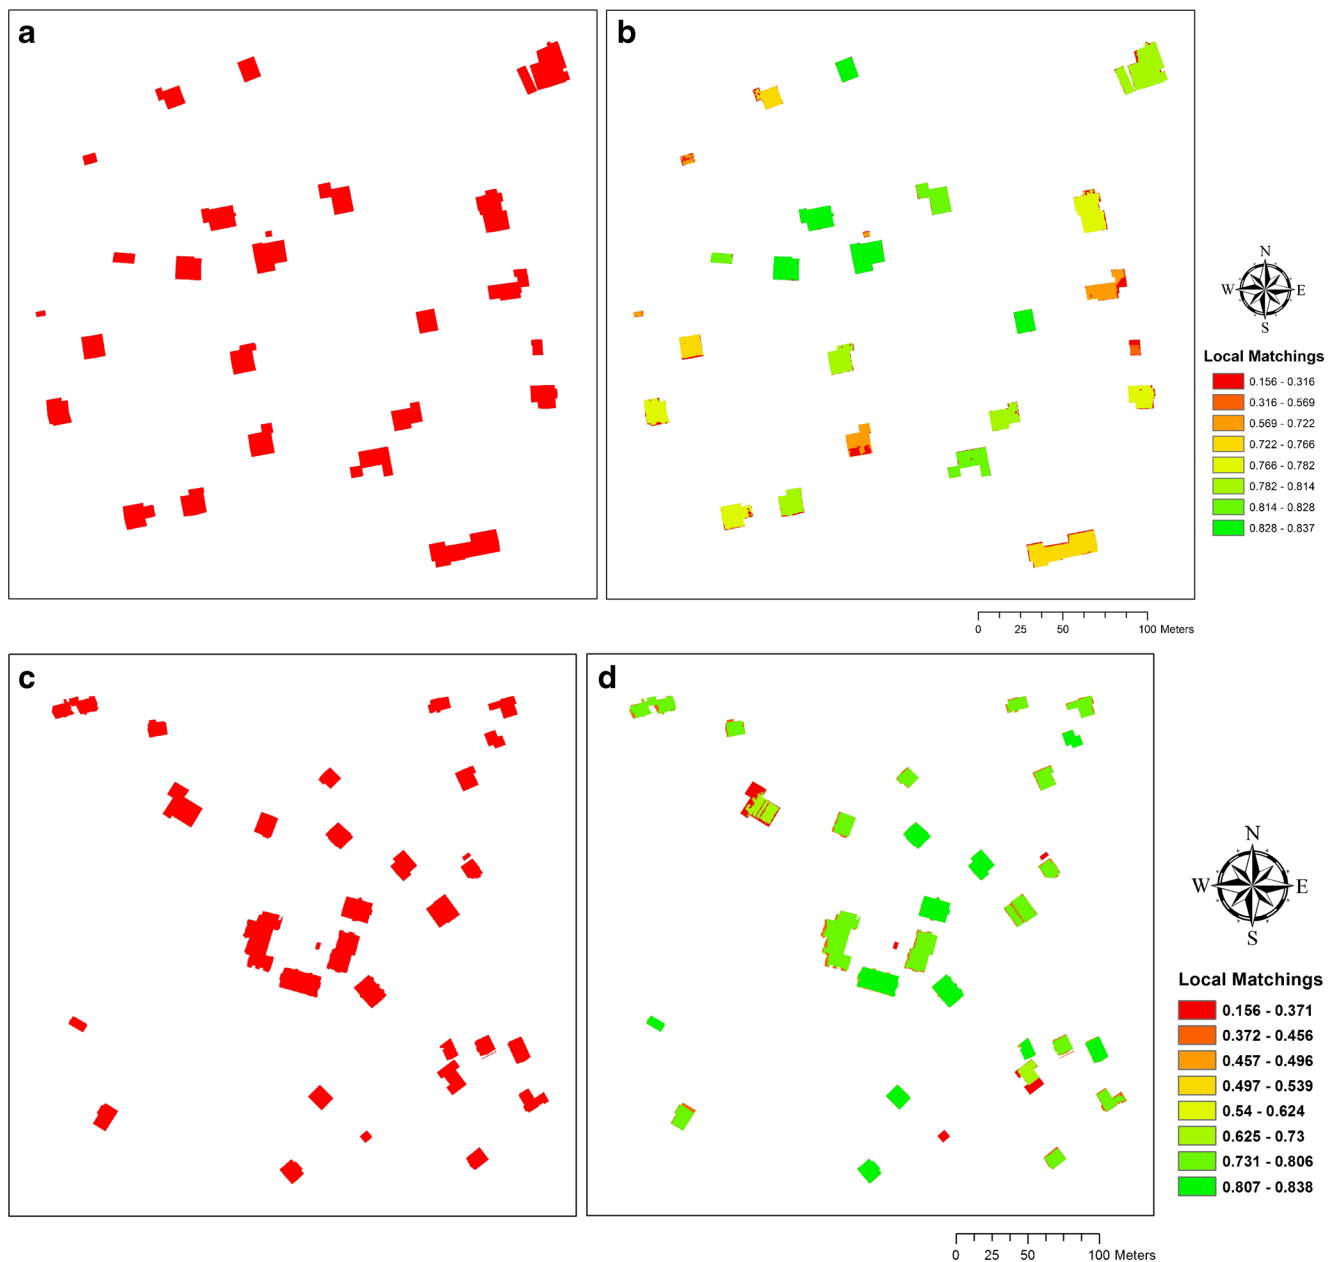 a
b
N
W E
S
Local Matchings
0.156 - 0.316
0.316 - 0.569
0.569 - 0.722
0.722 - 0.766
0.766 - 0.782
0.782 - 0.814
0.814 - 0.828
0.828 - 0.837
0 25 50 100 Meters
c
d
N
W E
S
Local Matchings
0.156 - 0.371
0.372 - 0.456
0.457 - 0.496
0.497 - 0.539
0.54 - 0.624
0.625 - 0.73
0.731 - 0.806
0.807 - 0.838
0 25 50 100 Meters